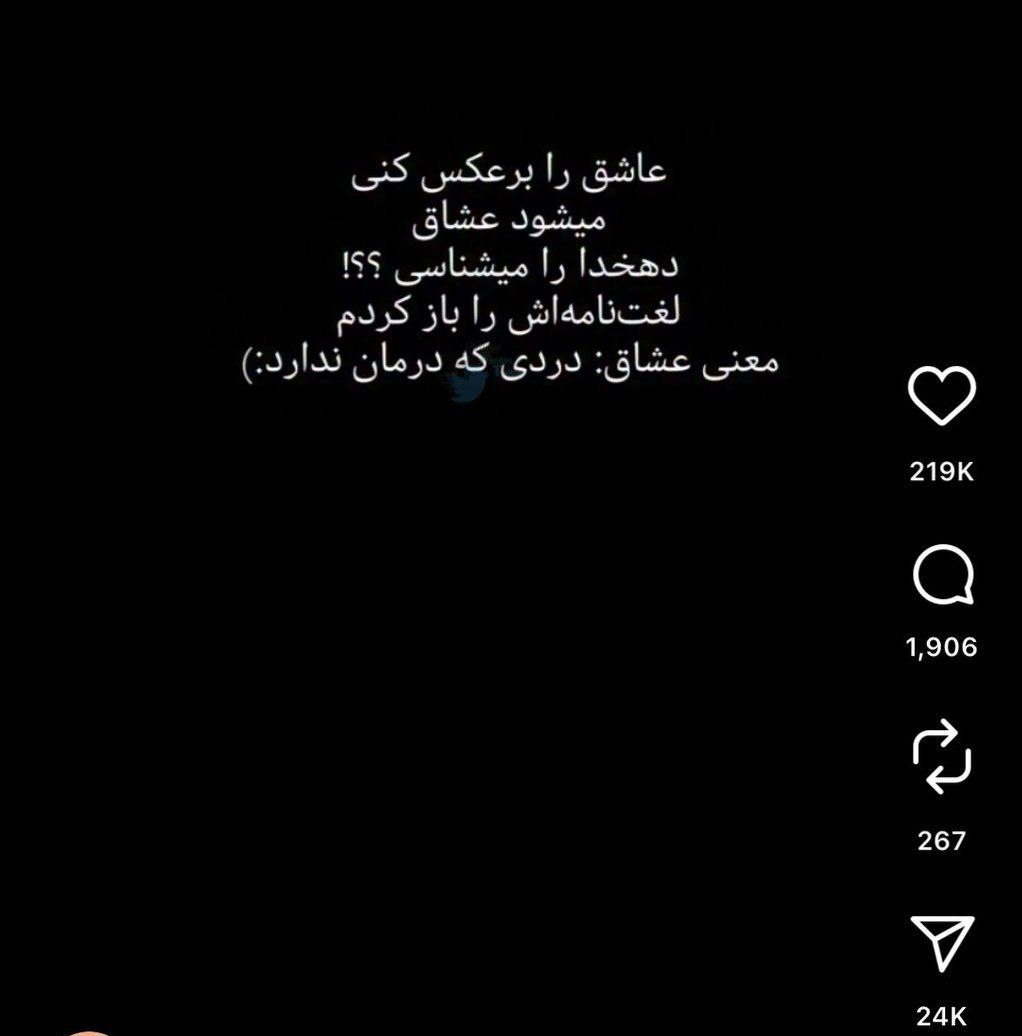 عاشق را برعکس کنی
میشود عشاق
دهخدا را میشناسی ؟؟!
لغت‌نامه‌اش را باز کردم
معنی عشاق: دردی که درمان ندارد:)
219K
1,906
267
24K